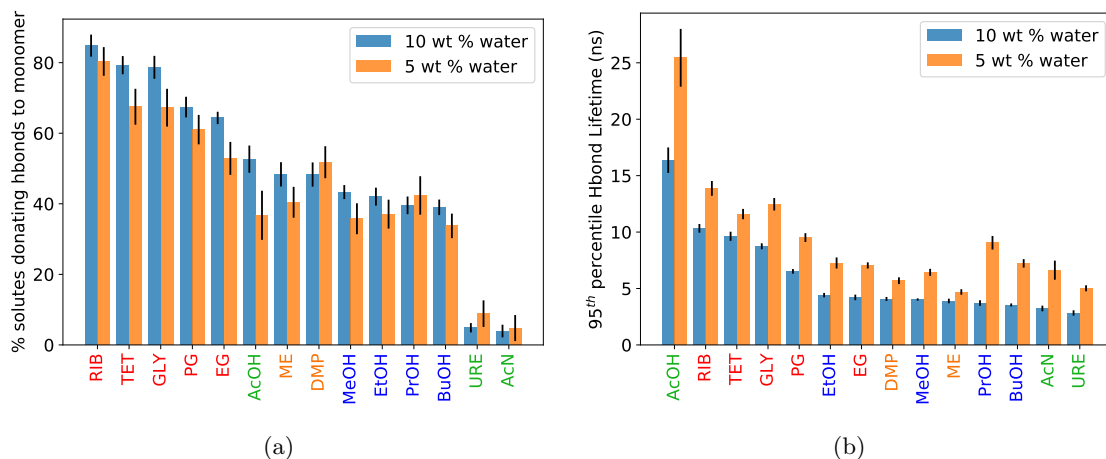 % solutes donating hbonds to monomer
80
60
40
20
0
10 wt % water
5 wt % water
RIB
TET
GLY
PG
EG
AcOH
ME
DMP
MeOH
EtOH
PrOH
BuOH
URE
AcN
(a)
95th percentile Hbond Lifetime (ns)
25
20
15
10
5
0
10 wt % water
5 wt % water
AcOH
RIB
TET
GLY
PG
EtOH
EG
DMP
MeOH
ME
PrOH
BuOH
AcN
URE
(b)